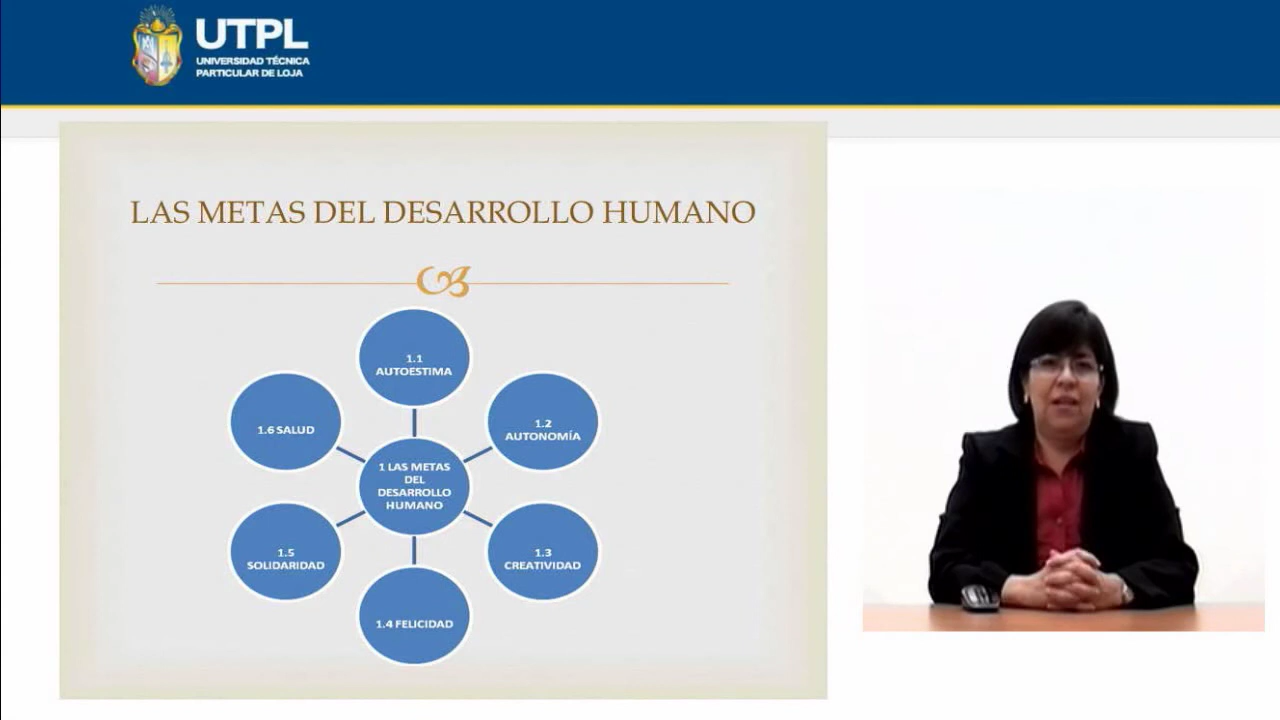 UTPL
UNIVERSIDAD TÉCNICA
PARTICULAR DE LOJA
LAS METAS DEL DESARROLLO HUMANO
1.1
AUTOESTIMA
1.2
AUTONOMÍA
1.3
CREATIVIDAD
1.4 FELICIDAD
1.5
SOLIDARIDAD
1.6 SALUD
1 LAS METAS
DEL
DESARROLLO
HUMANO